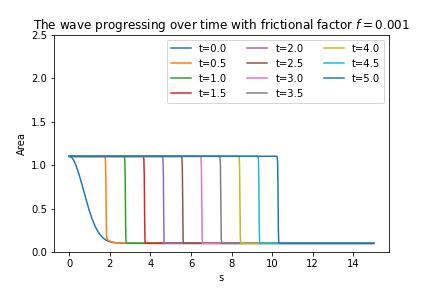 The wave progressing over time with frictional factor f = 0.001
2.5
2.0
1.5
1.0
0.5
0.0
Area
t=0.0 t=2.0 t=4.0
t=0.5 t=2.5 t=4.5
t=1.0 t=3.0 t=5.0
t=1.5 t=3.5
0 2 4 6 8 10 12 14
s